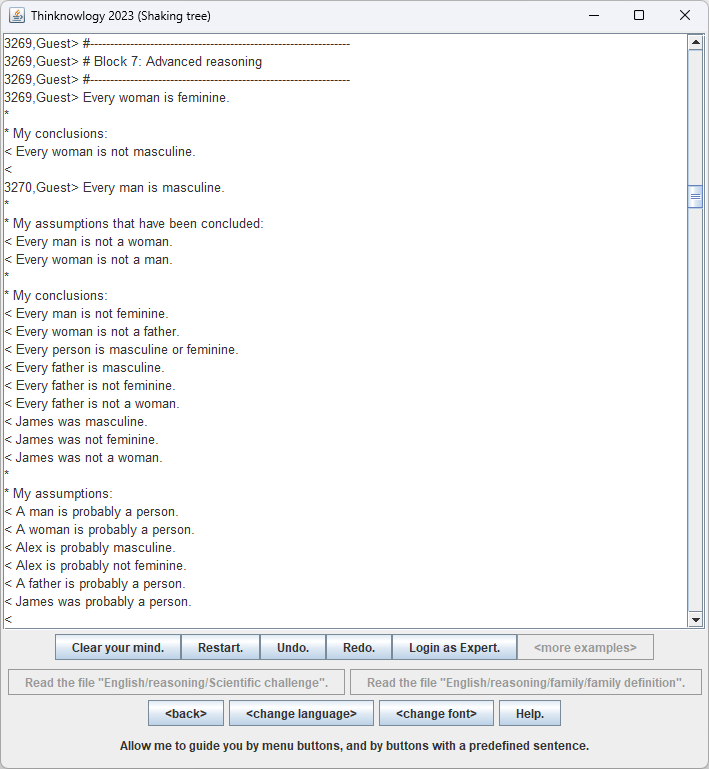 Thinknowlogy 2023 (Shaking tree)
3269,Guest> #-----------------------------------------------------------------
3269,Guest> # Block 7: Advanced reasoning
3269,Guest> #-----------------------------------------------------------------
3269,Guest> Every woman is feminine.
*
* My conclusions:
< Every woman is not masculine.
<
3270,Guest> Every man is masculine.
*
* My assumptions that have been concluded:
< Every man is not a woman.
< Every woman is not a man.
*
* My conclusions:
< Every man is not feminine.
< Every woman is not a father.
< Every person is masculine or feminine.
< Every father is masculine.
< Every father is not feminine.
< Every father is not a woman.
< James was masculine.
< James was not feminine.
< James was not a woman.
*
* My assumptions:
< A man is probably a person.
< A woman is probably a person.
< Alex is probably masculine.
< Alex is probably not feminine.
< A father is probably a person.
< James was probably a person.
<
Clear your mind. Restart. Undo. Redo. Login as Expert. <more examples>
Read the file "English/reasoning/Scientific challenge". Read the file "English/reasoning/family/family definition".
<back> <change language> <change font> Help.
Allow me to guide you by menu buttons, and by buttons with a predefined sentence.